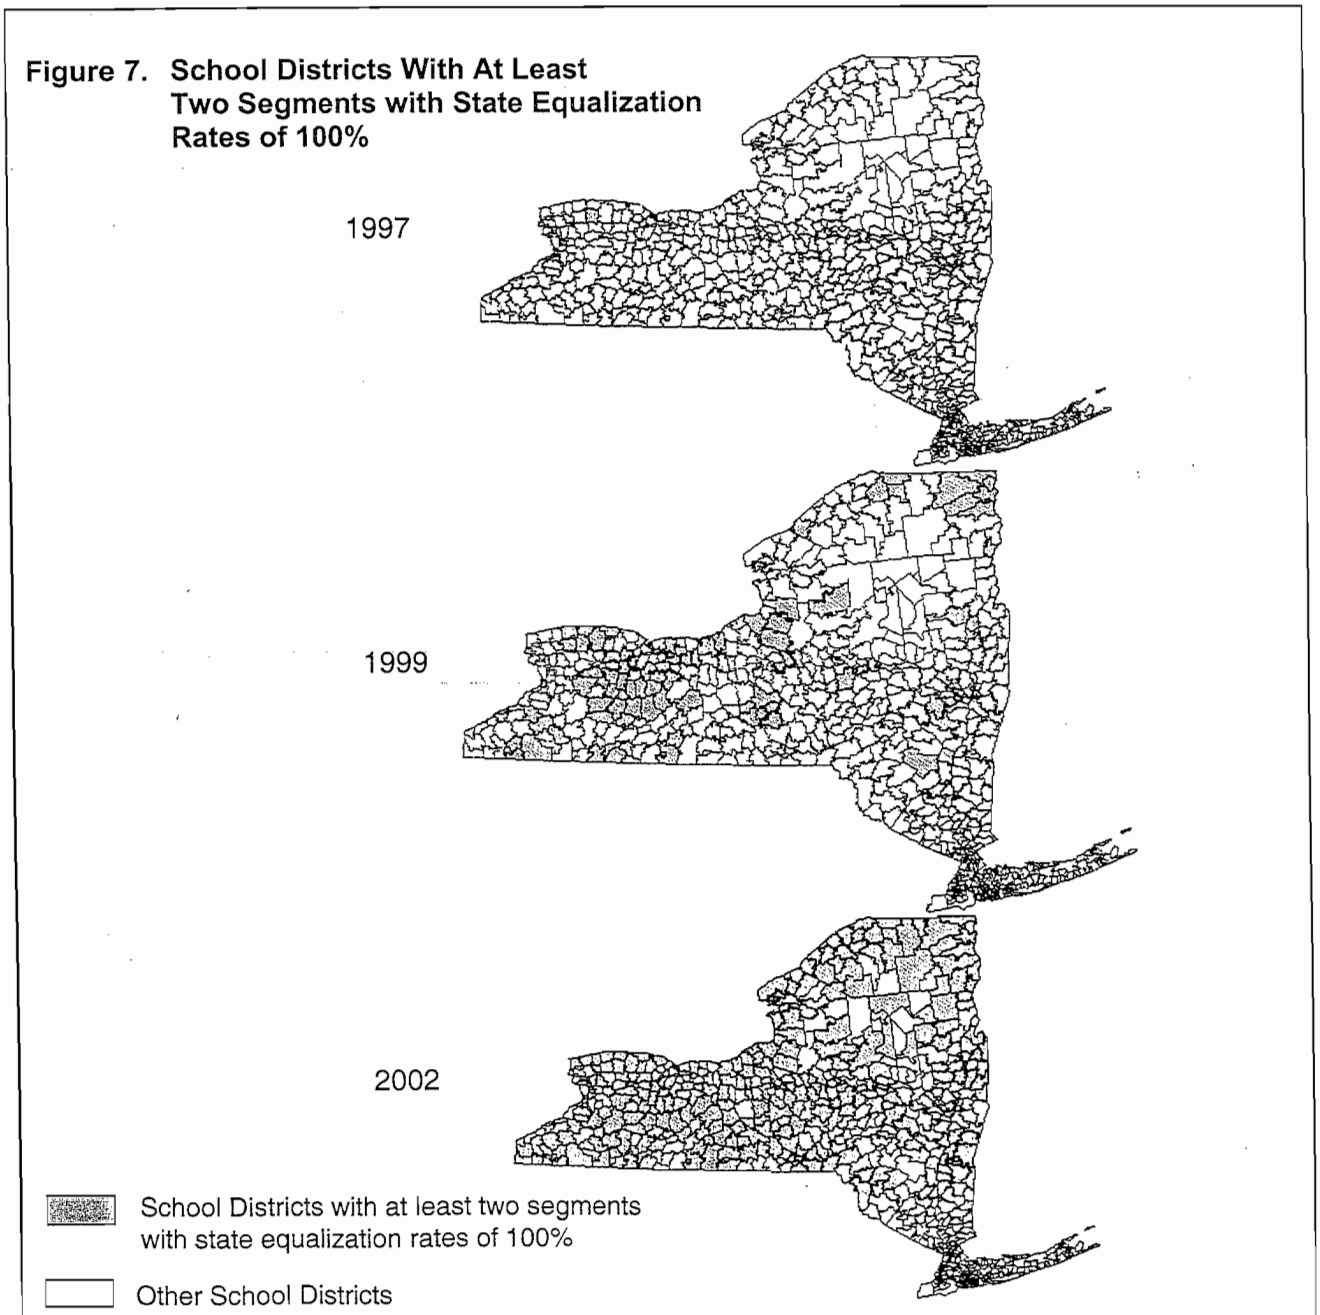 Figure 7. School Districts With At Least
Two Segments with State Equalization
Rates of 100%
1997
1999
2002
School Districts with at least two segments
with state equalization rates of 100%
Other School Districts